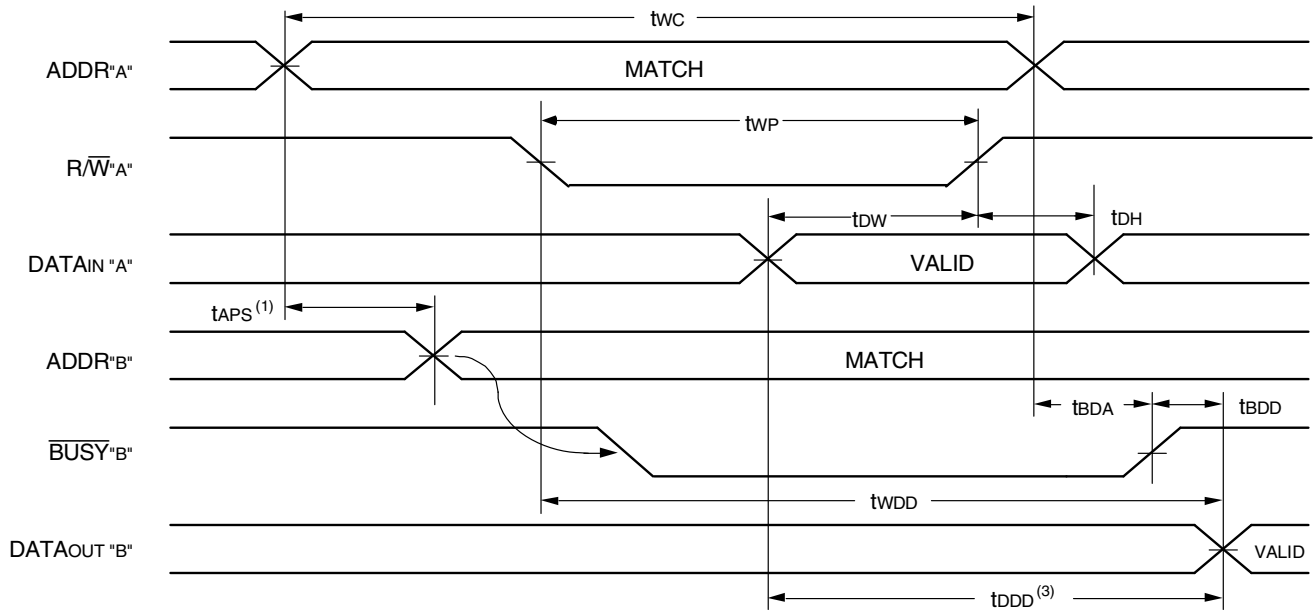 tWC
ADDR"A"
MATCH
tWP
R/W̅"A"
tDW
tDH
DATAIN "A"
VALID
tAPS (1)
ADDR"B"
MATCH
tBDA
tBDD
B̅U̅S̅Y̅"B"
tWDD
DATAOUT "B"
VALID
tDDD (3)